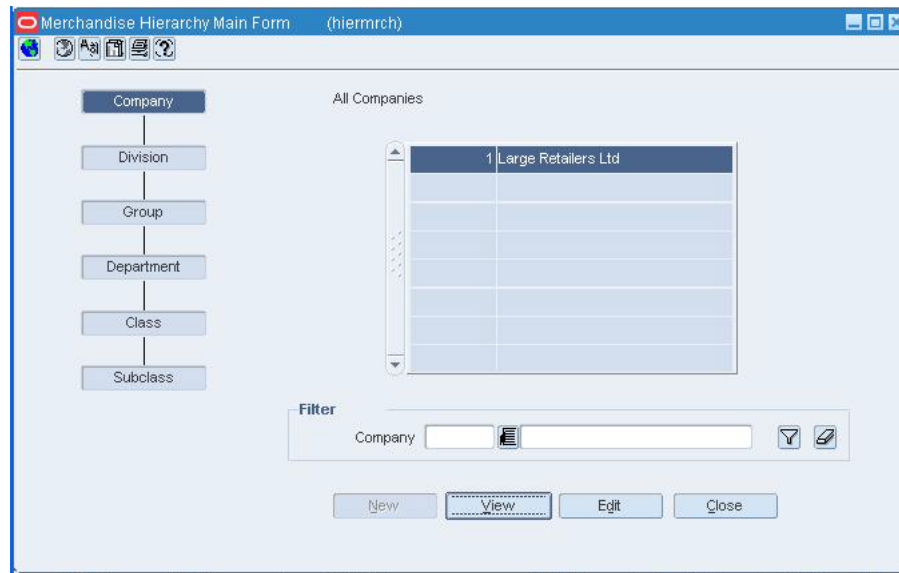 Merchandise Hierarchy Main Form (hiermrch)
Company
Division
Group
Department
Class
Subclass
All Companies
1 Large Retailers Ltd
Filter
Company
New View Edit Close